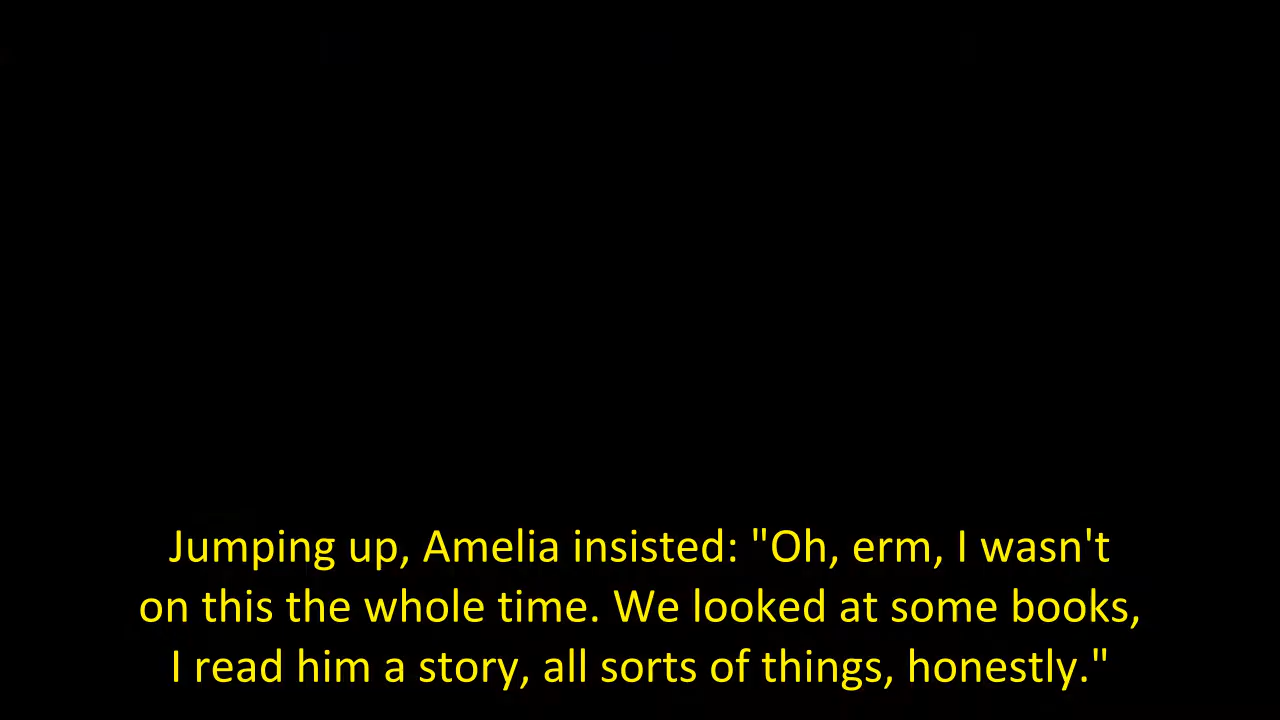 Jumping up, Amelia insisted: "Oh, erm, I wasn't
on this the whole time. We looked at some books,
I read him a story, all sorts of things, honestly."